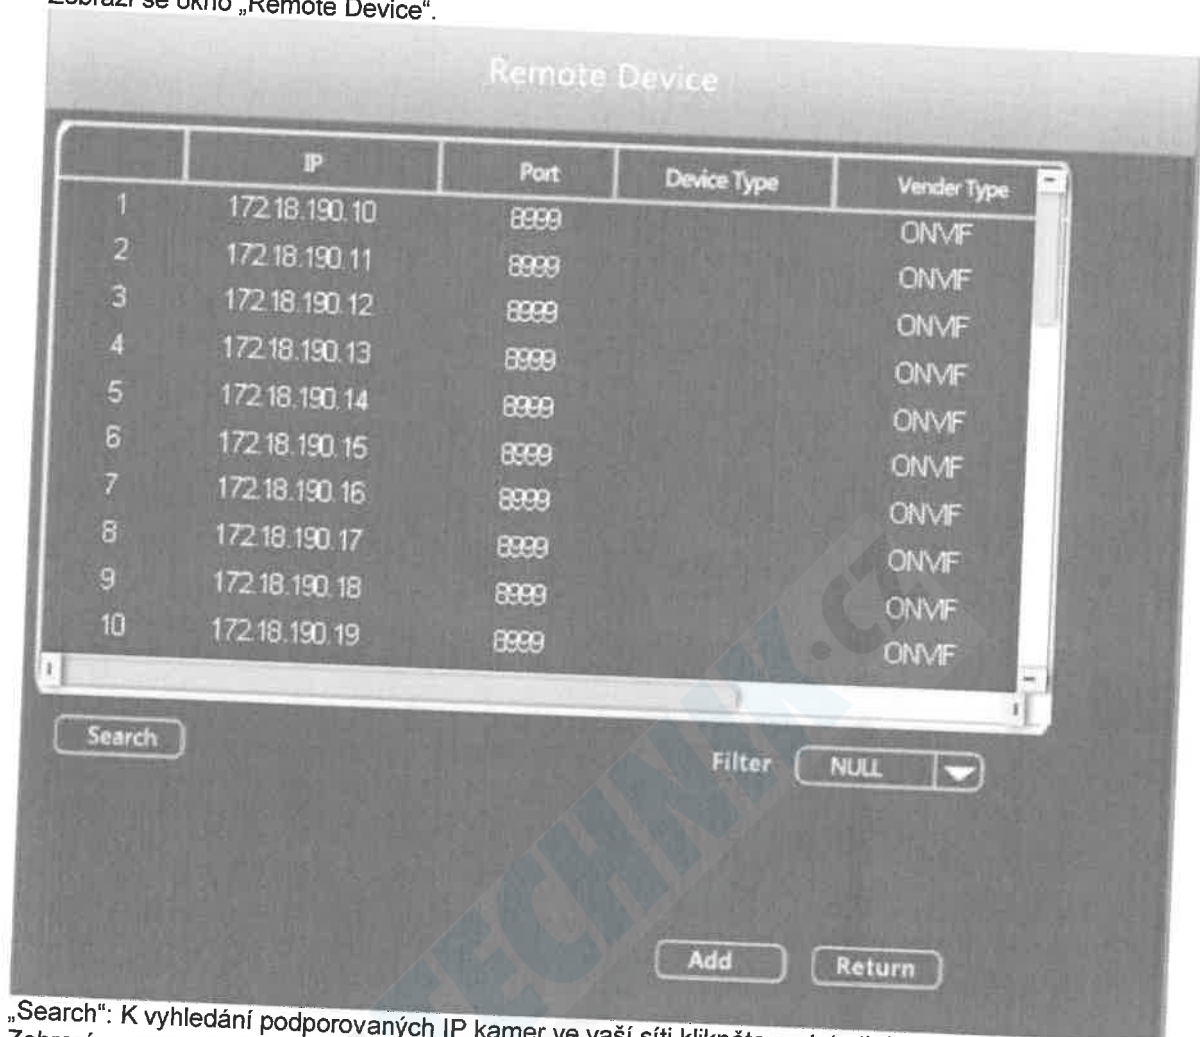 Zobrazí se okno „Remote Device“.
Remote Device
IP Port Device Type Vender Type
1 172.18.190.10 8999 ONVIF
2 172.18.190.11 8999 ONVIF
3 172.18.190.12 8999 ONVIF
4 172.18.190.13 8999 ONVIF
5 172.18.190.14 8999 ONVIF
6 172.18.190.15 8999 ONVIF
7 172.18.190.16 8999 ONVIF
8 172.18.190.17 8999 ONVIF
9 172.18.190.18 8999 ONVIF
10 172.18.190.19 8999 ONVIF
Search
Filter NULL
Add Return
„Search“: K vyhledání podporovaných IP kamer ve vaší síti klikněte
TECHNIK.CZ